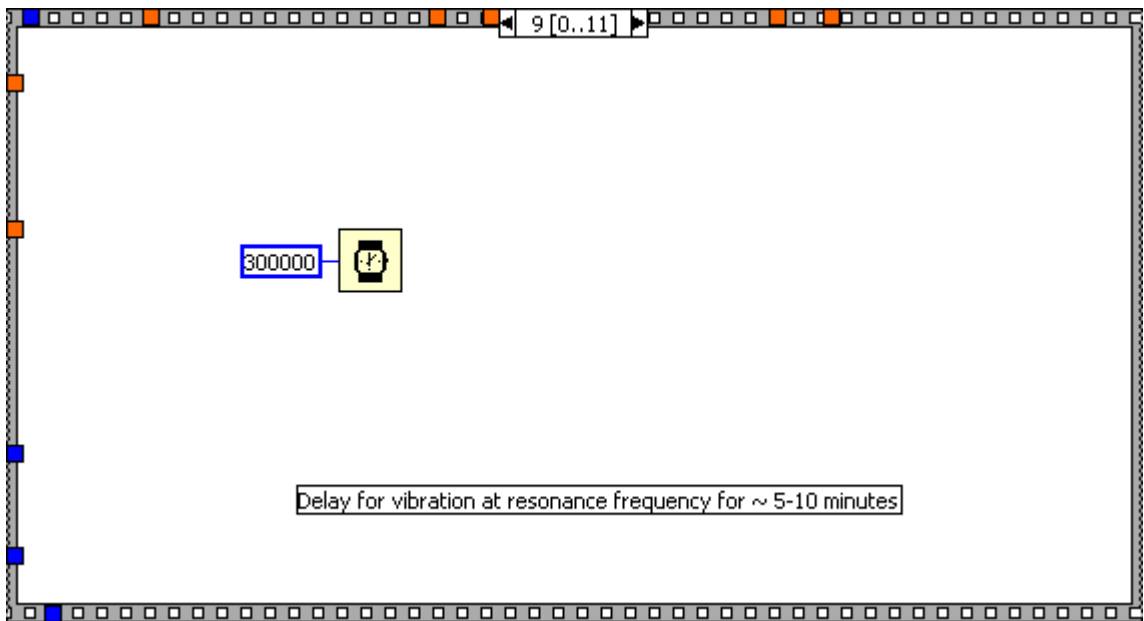 9 [0..11]
300000
Delay for vibration at resonance frequency for ~ 5-10 minutes